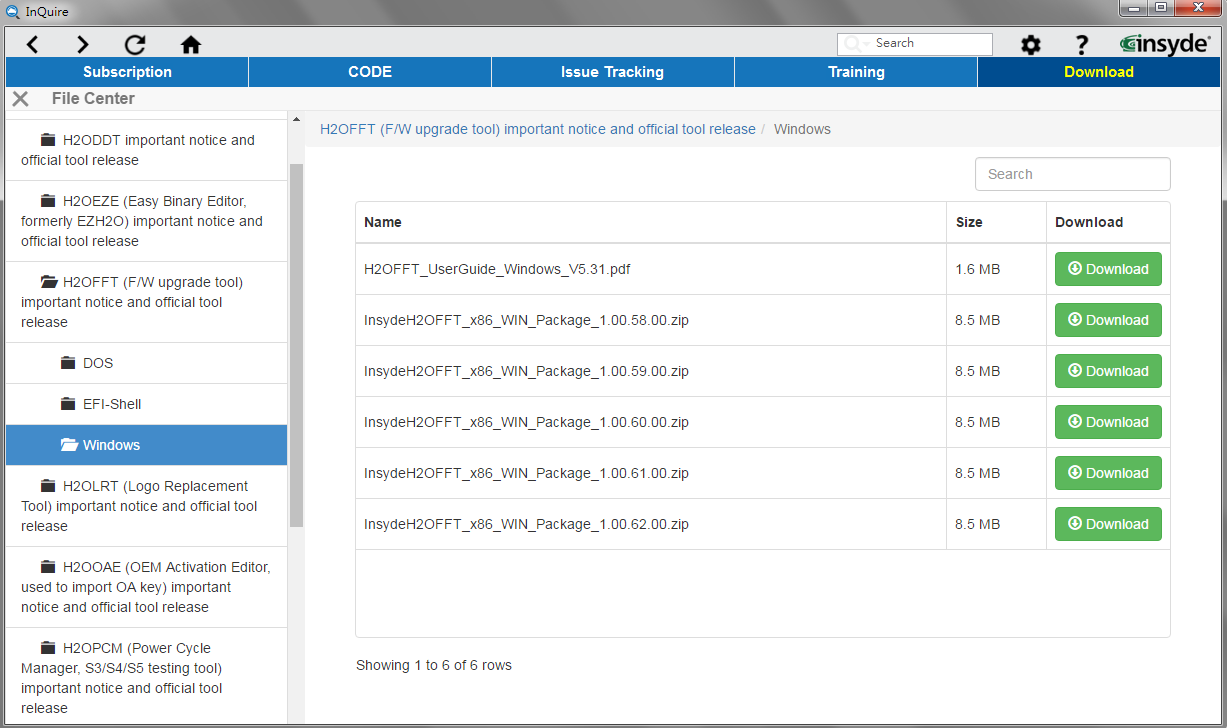 InQuire
Search
insyde
Subscription
CODE
Issue Tracking
Training
Download
File Center
H2ODDT important notice and
official tool release
H2OEZE (Easy Binary Editor,
formerly EZH2O) important notice and
official tool release
H2OFFT (F/W upgrade tool)
important notice and official tool
release
DOS
EFI-Shell
Windows
H2OLRT (Logo Replacement
Tool) important notice and official tool
release
H2OOAE (OEM Activation Editor,
used to import OA key) important
notice and official tool release
H2OPCM (Power Cycle
Manager, S3/S4/S5 testing tool)
important notice and official tool
release
H2OFFT (F/W upgrade tool) important notice and official tool release / Windows
Search
Name Size Download
H2OFFT_UserGuide_Windows_V5.31.pdf 1.6 MB Download
InsydeH2OFFT_x86_WIN_Package_1.00.58.00.zip 8.5 MB Download
InsydeH2OFFT_x86_WIN_Package_1.00.59.00.zip 8.5 MB Download
InsydeH2OFFT_x86_WIN_Package_1.00.60.00.zip 8.5 MB Download
InsydeH2OFFT_x86_WIN_Package_1.00.61.00.zip 8.5 MB Download
InsydeH2OFFT_x86_WIN_Package_1.00.62.00.zip 8.5 MB Download
Showing 1 to 6 of 6 rows